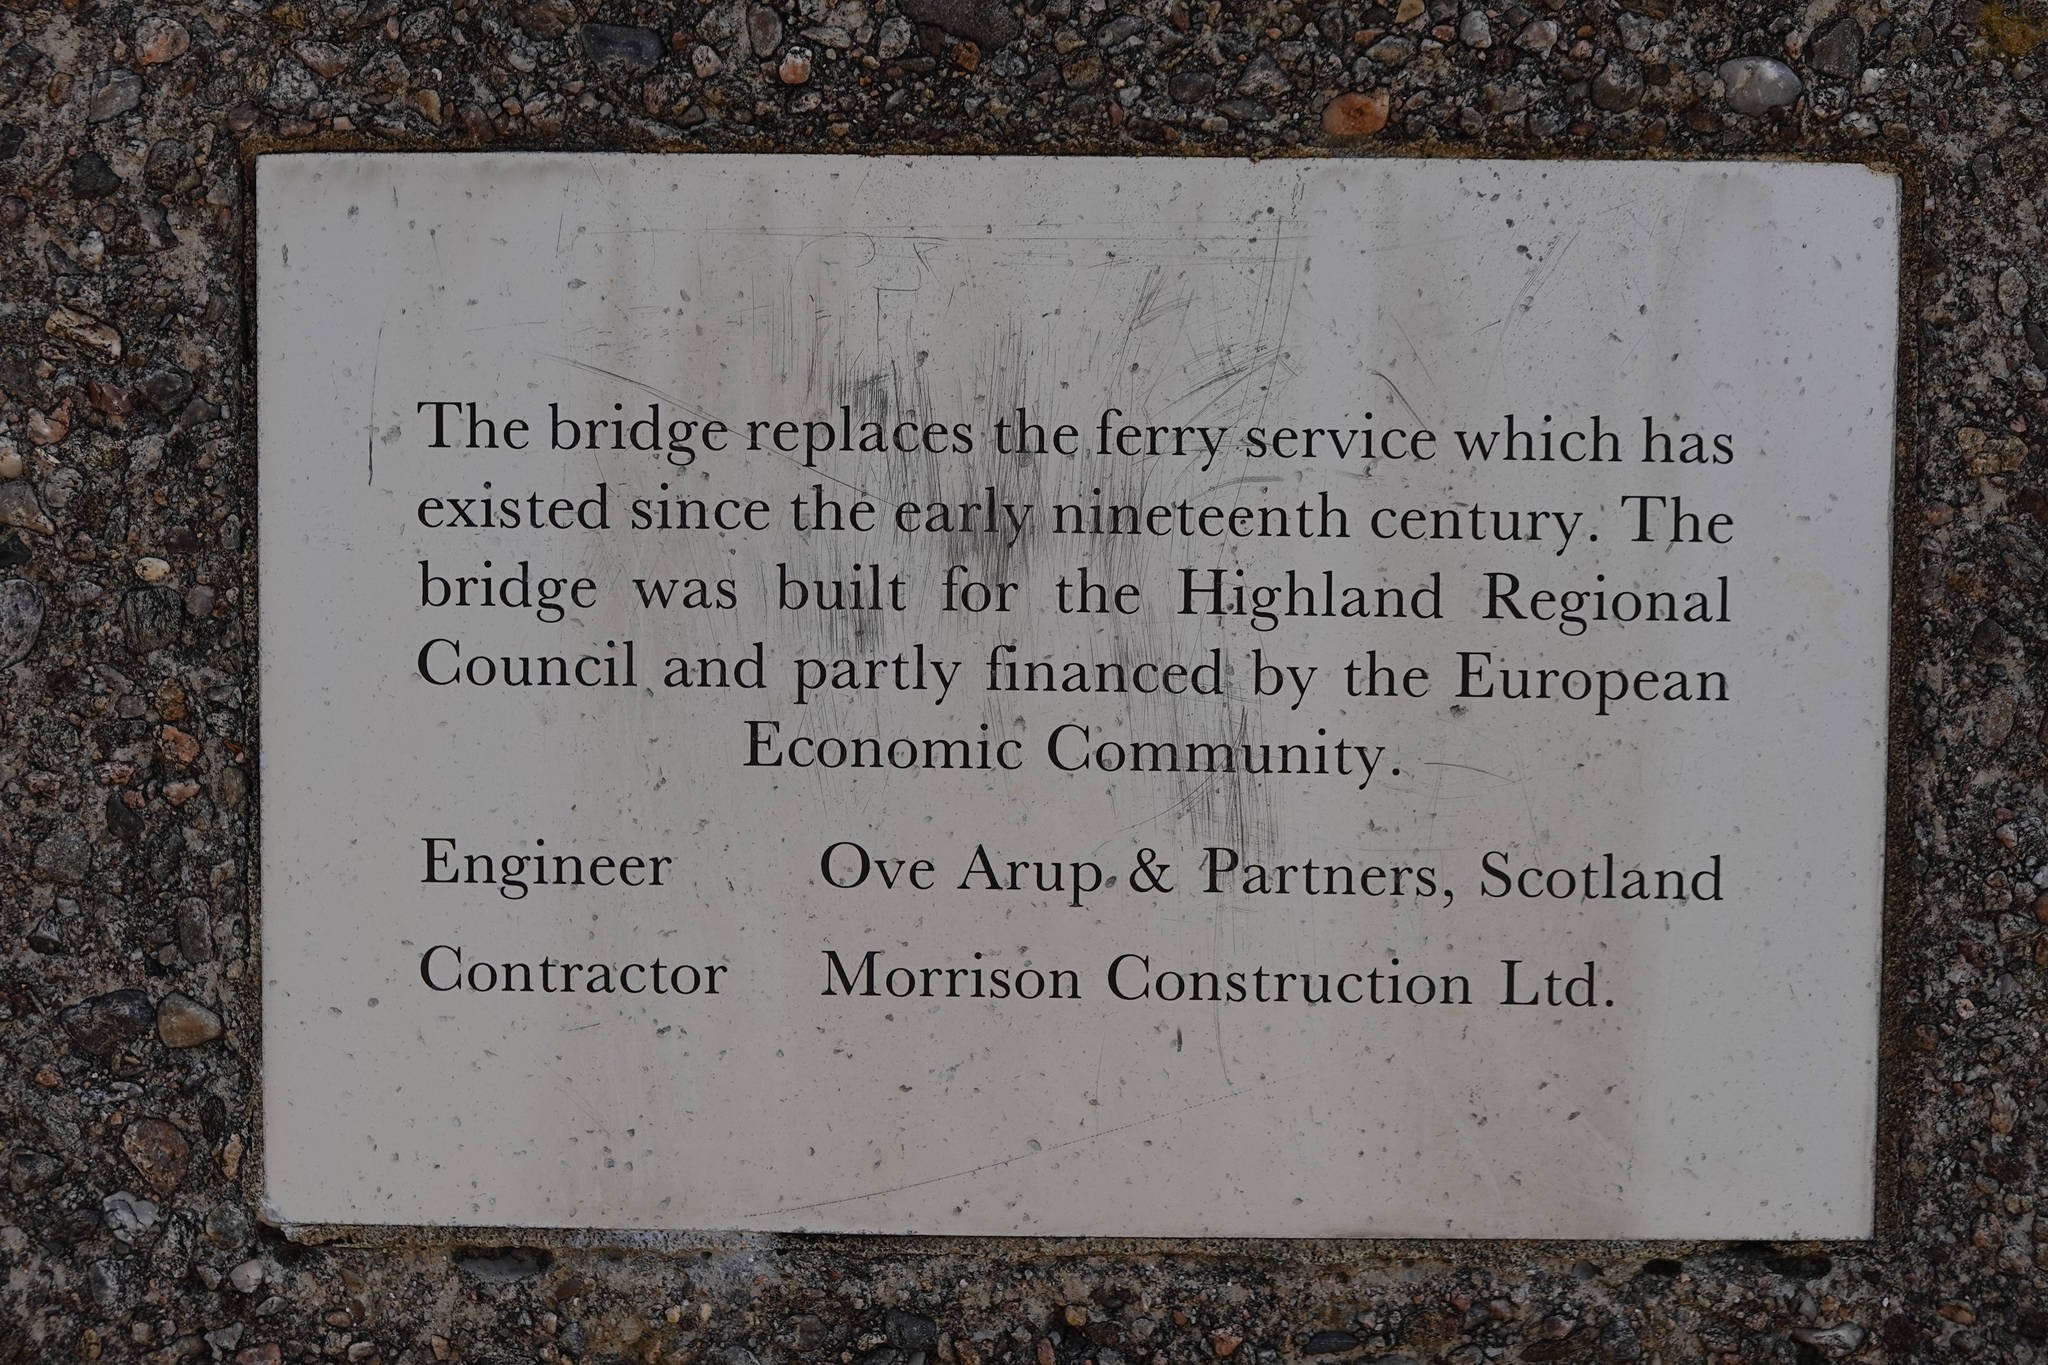 The bridge replaces the ferry service which has
existed since the early nineteenth century. The
bridge was built for the Highland Regional
Council and partly financed by the European
Economic Community.
Engineer Ove Arup & Partners, Scotland
Contractor Morrison Construction Ltd.